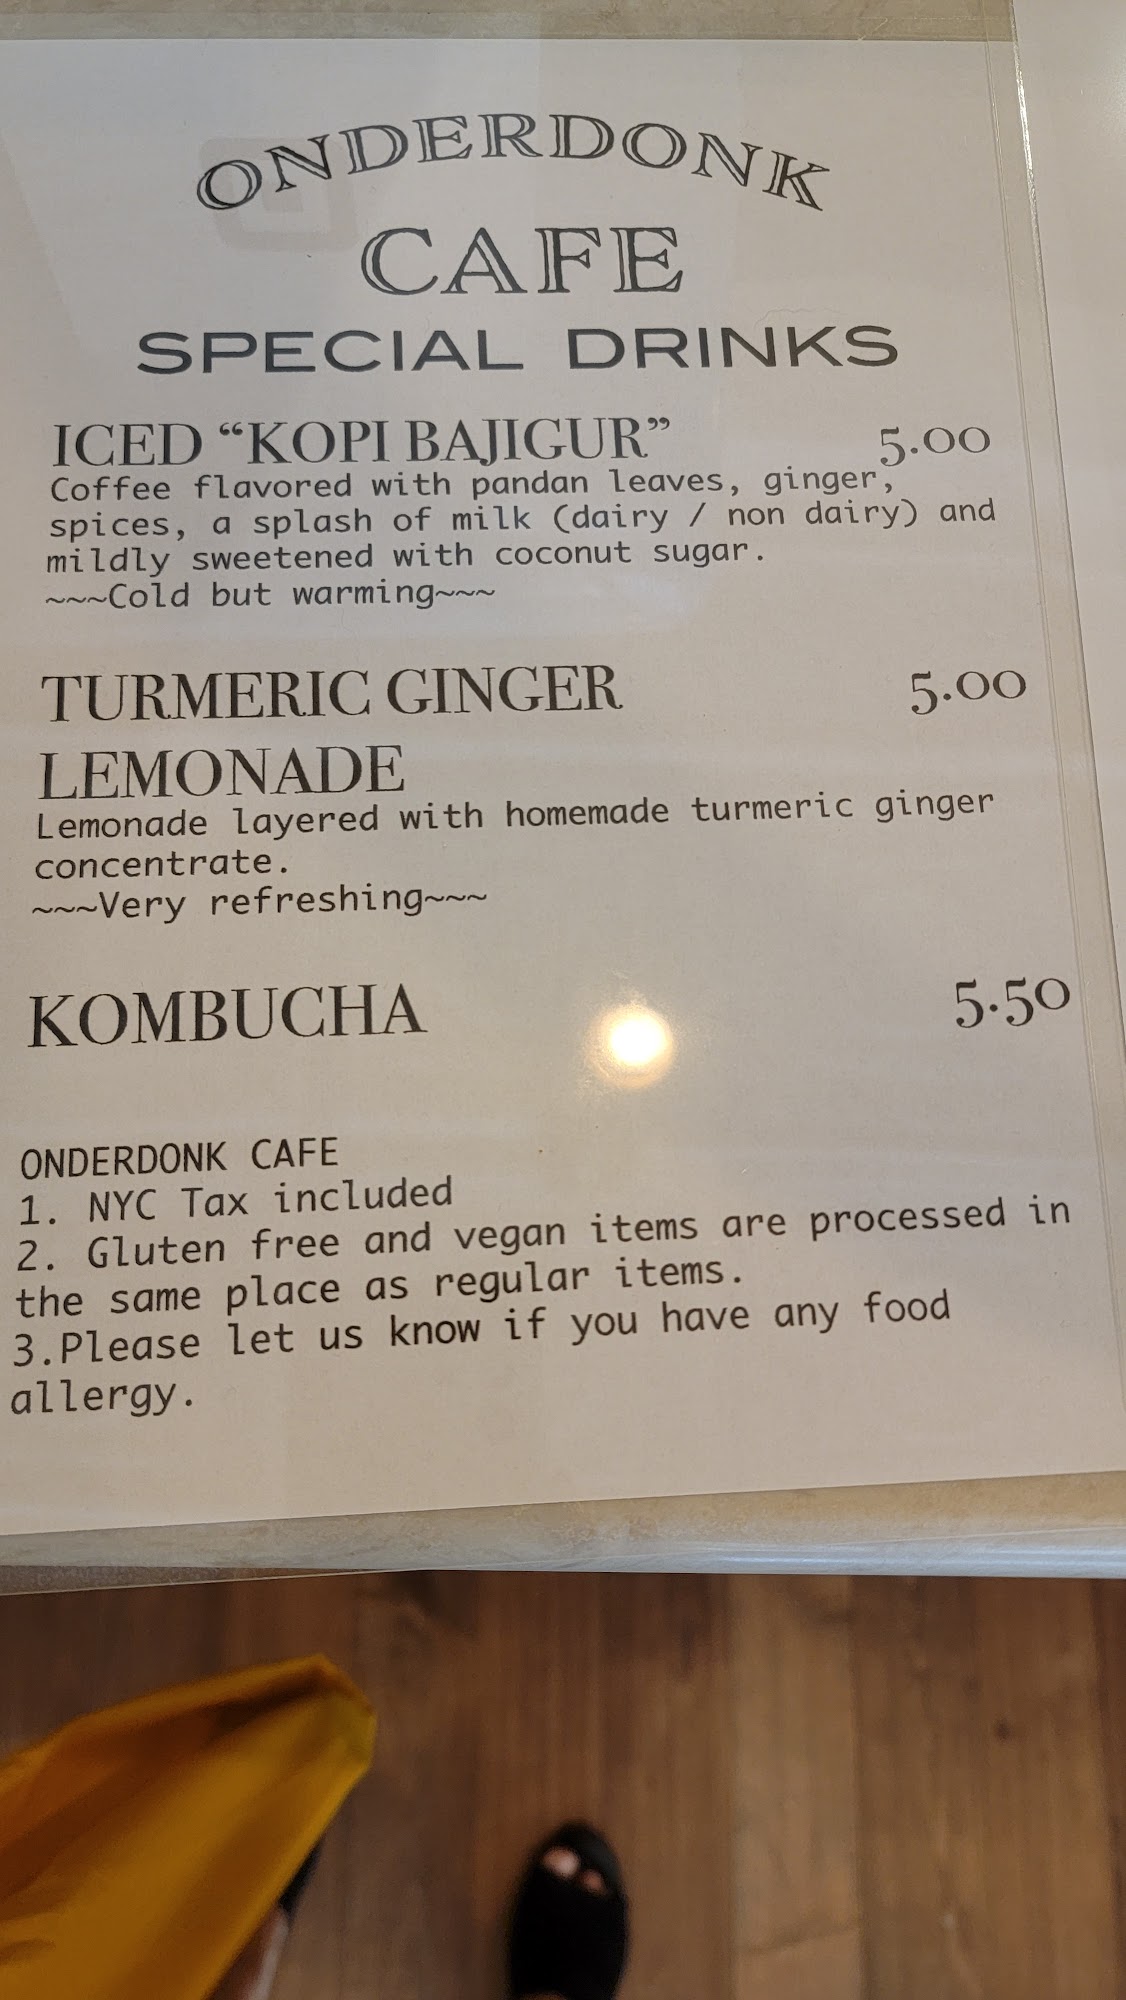 ONDERDONK
CAFE
SPECIAL DRINKS
ICED “KOPI BAJIGUR” 5.00
Coffee flavored with pandan leaves, ginger,
spices, a splash of milk (dairy / non dairy) and
mildly sweetened with coconut sugar.
~~~Cold but warming~~~
TURMERIC GINGER 5.00
LEMONADE
Lemonade layered with homemade turmeric ginger
concentrate.
~~~Very refreshing~~~
KOMBUCHA 5.50
ONDERDONK CAFE
1. NYC Tax included
2. Gluten free and vegan items are processed in
the same place as regular items.
3.Please let us know if you have any food
allergy.